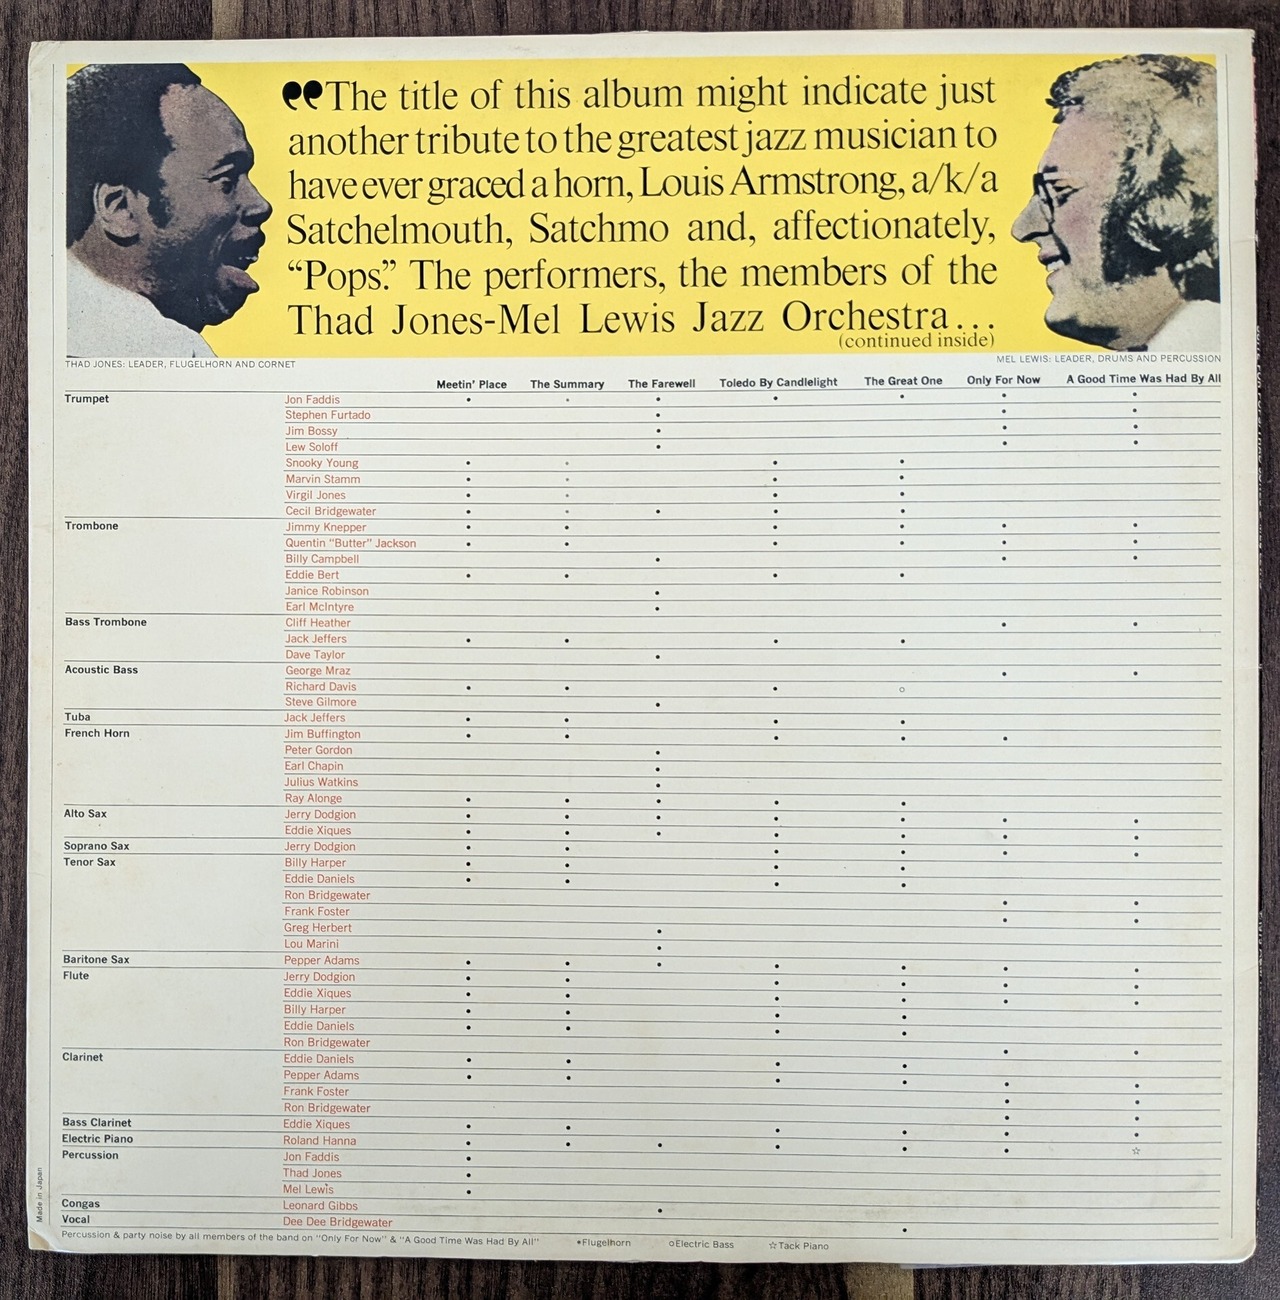 ❝The title of this album might indicate just
another tribute to the greatest jazz musician to
have ever graced a horn, Louis Armstrong, a/k/a
Satchelmouth, Satchmo and, affectionately,
“Pops.” The performers, the members of the
Thad Jones-Mel Lewis Jazz Orchestra...
(continued inside)
THAD JONES: LEADER, FLUGELHORN AND CORNET
MEL LEWIS: LEADER, DRUMS AND PERCUSSION
Meetin' Place The Summary The Farewell Toledo By Candlelight The Great One Only For Now A Good Time Was Had By All
Trumpet Jon Faddis
Stephen Furtado
Jim Bossy
Lew Soloff
Snooky Young
Marvin Stamm
Virgil Jones
Cecil Bridgewater
Trombone Jimmy Knepper
Quentin "Butter" Jackson
Billy Campbell
Eddie Bert
Janice Robinson
Earl McIntyre
Bass Trombone Cliff Heather
Jack Jeffers
Dave Taylor
Acoustic Bass George Mraz
Richard Davis
Steve Gilmore
Tuba Jack Jeffers
French Horn Jim Buffington
Peter Gordon
Earl Chapin
Julius Watkins
Ray Alonge
Alto Sax Jerry Dodgion
Eddie Xiques
Soprano Sax Jerry Dodgion
Tenor Sax Billy Harper
Eddie Daniels
Ron Bridgewater
Frank Foster
Greg Herbert
Lou Marini
Baritone Sax Pepper Adams
Flute Jerry Dodgion
Eddie Xiques
Billy Harper
Eddie Daniels
Ron Bridgewater
Clarinet Eddie Daniels
Pepper Adams
Frank Foster
Ron Bridgewater
Bass Clarinet Eddie Xiques
Electric Piano Roland Hanna
Percussion Jon Faddis
Thad Jones
Mel Lewis
Congas Leonard Gibbs
Vocal Dee Dee Bridgewater
Percussion & party noise by all members of the band on "Only For Now" & "A Good Time Was Had By All" *Flugelhorn oElectric Bass ☆Tack Piano
Made in Japan